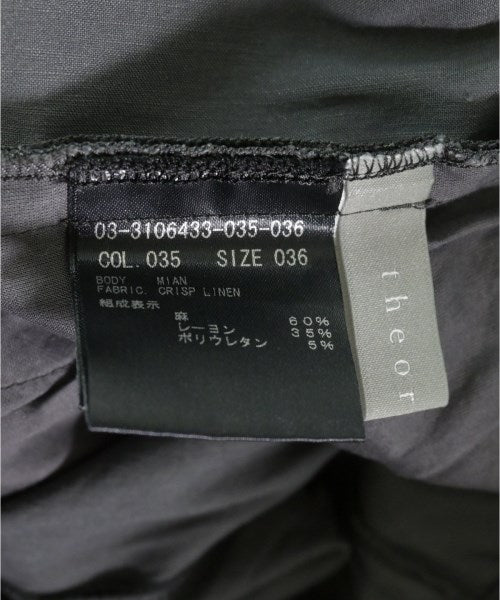 03-3106433-035-036
COL. 035 SIZE 036
BODY. MIAN
FABRIC. CRISP LINEN
組成表示
麻 60%
レーヨン 35%
ポリウレタン 5%
theor